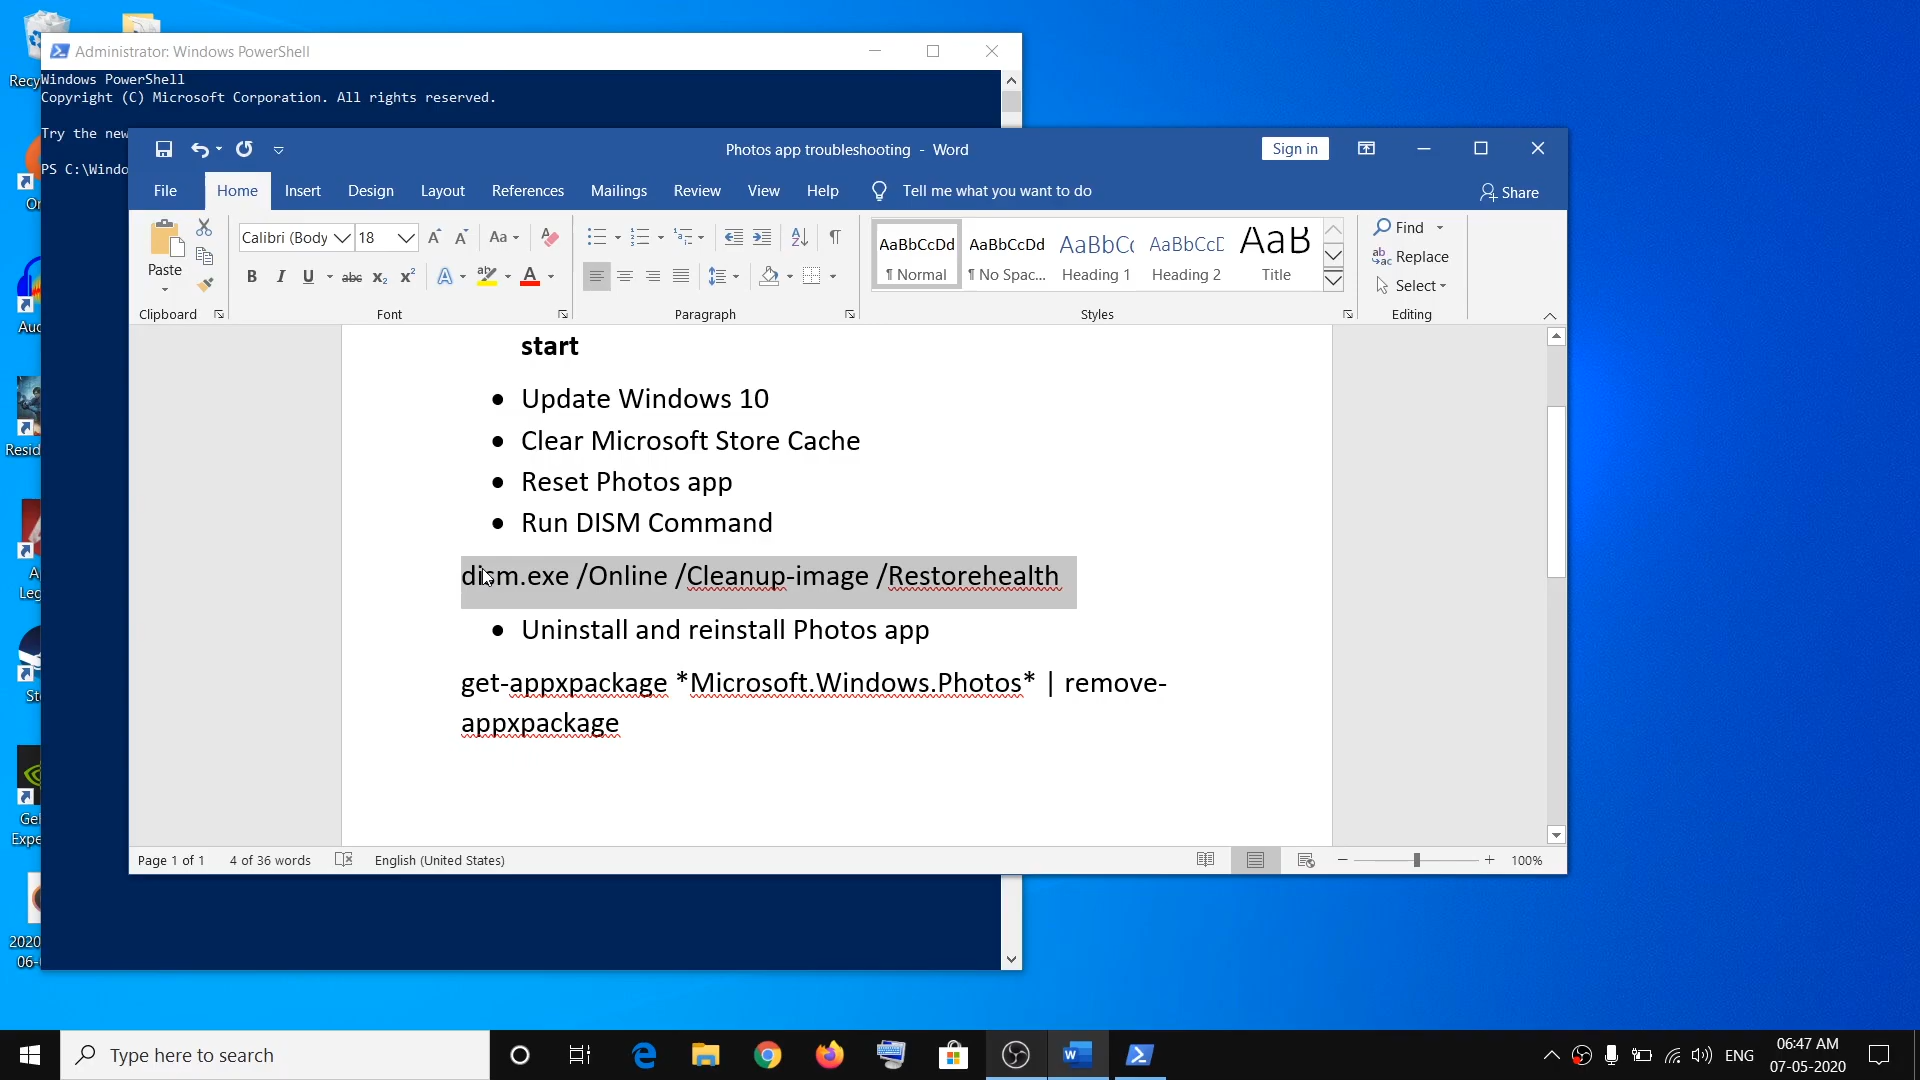 Administrator: Windows PowerShell
Windows PowerShell
Copyright (C) Microsoft Corporation. All rights reserved.
Try the new
PS C:\Windo
Photos app troubleshooting - Word
Sign in
File Home Insert Design Layout References Mailings Review View Help Tell me what you want to do Share
Paste
Calibri (Body 18 Aa
B I U abc x₂ x² A ab A
AaBbCcDd AaBbCcDd AaBbCc AaBbCcD AaB
¶ Normal ¶ No Spac... Heading 1 Heading 2 Title
Find
Replace
Select
Clipboard Font Paragraph Styles Editing
start
• Update Windows 10
• Clear Microsoft Store Cache
• Reset Photos app
• Run DISM Command
dism.exe /Online /Cleanup-image /Restorehealth
• Uninstall and reinstall Photos app
get-appxpackage *Microsoft.Windows.Photos* | remove-
appxpackage
Page 1 of 1 4 of 36 words English (United States) 100%
Type here to search
ENG
06:47 AM
07-05-2020